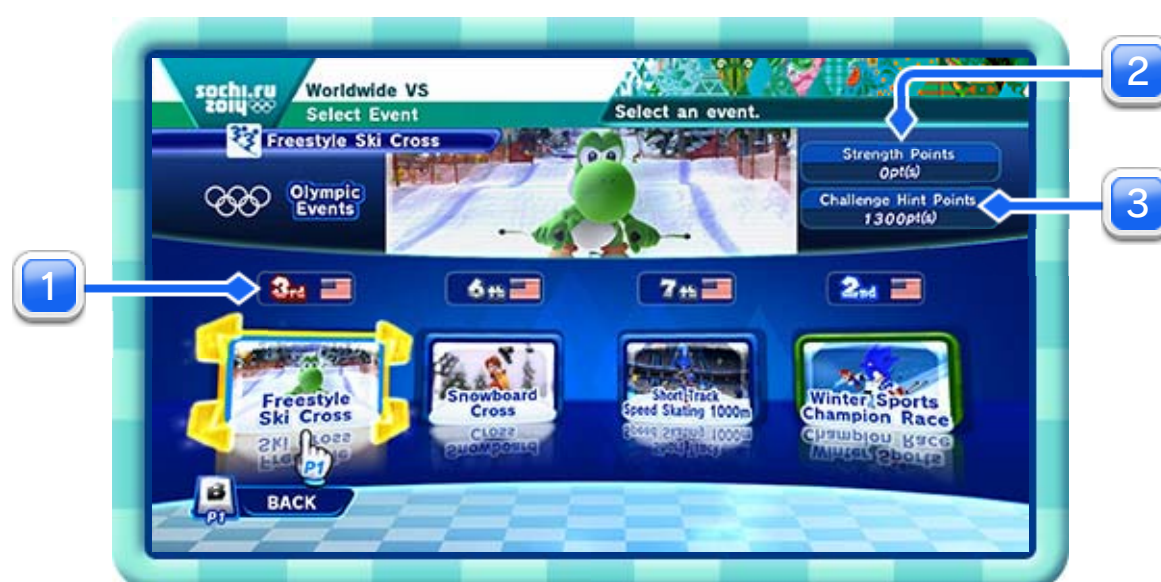 2
sochi.ru
2014
Worldwide VS
Select Event
Select an event.
Freestyle Ski Cross
Strength Points
0pt(s)
Olympic
Events
Challenge Hint Points
1300pt(s)
3
1
3rd
6th
7th
2nd
Freestyle
Ski Cross
Snowboard
Cross
Short Track
Speed Skating 1000m
Winter Sports
Champion Race
P1
B
P1
BACK